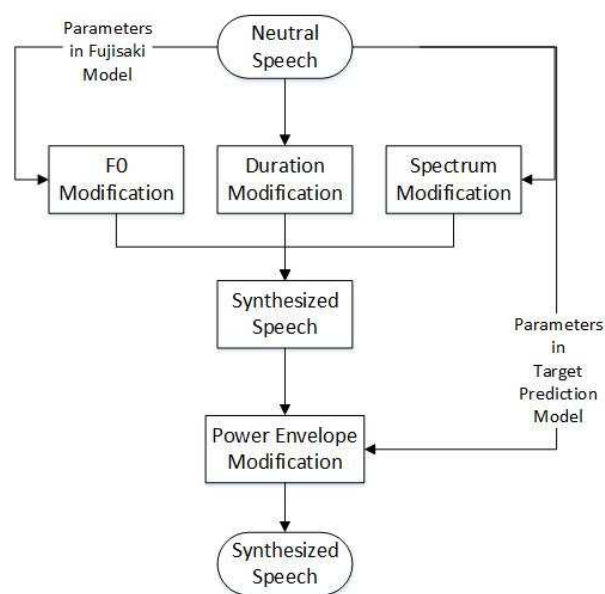 Parameters
in Fujisaki
Model
Neutral
Speech
F0
Modification
Duration
Modification
Spectrum
Modification
Synthesized
Speech
Parameters
in
Target
Prediction
Model
Power Envelope
Modification
Synthesized
Speech